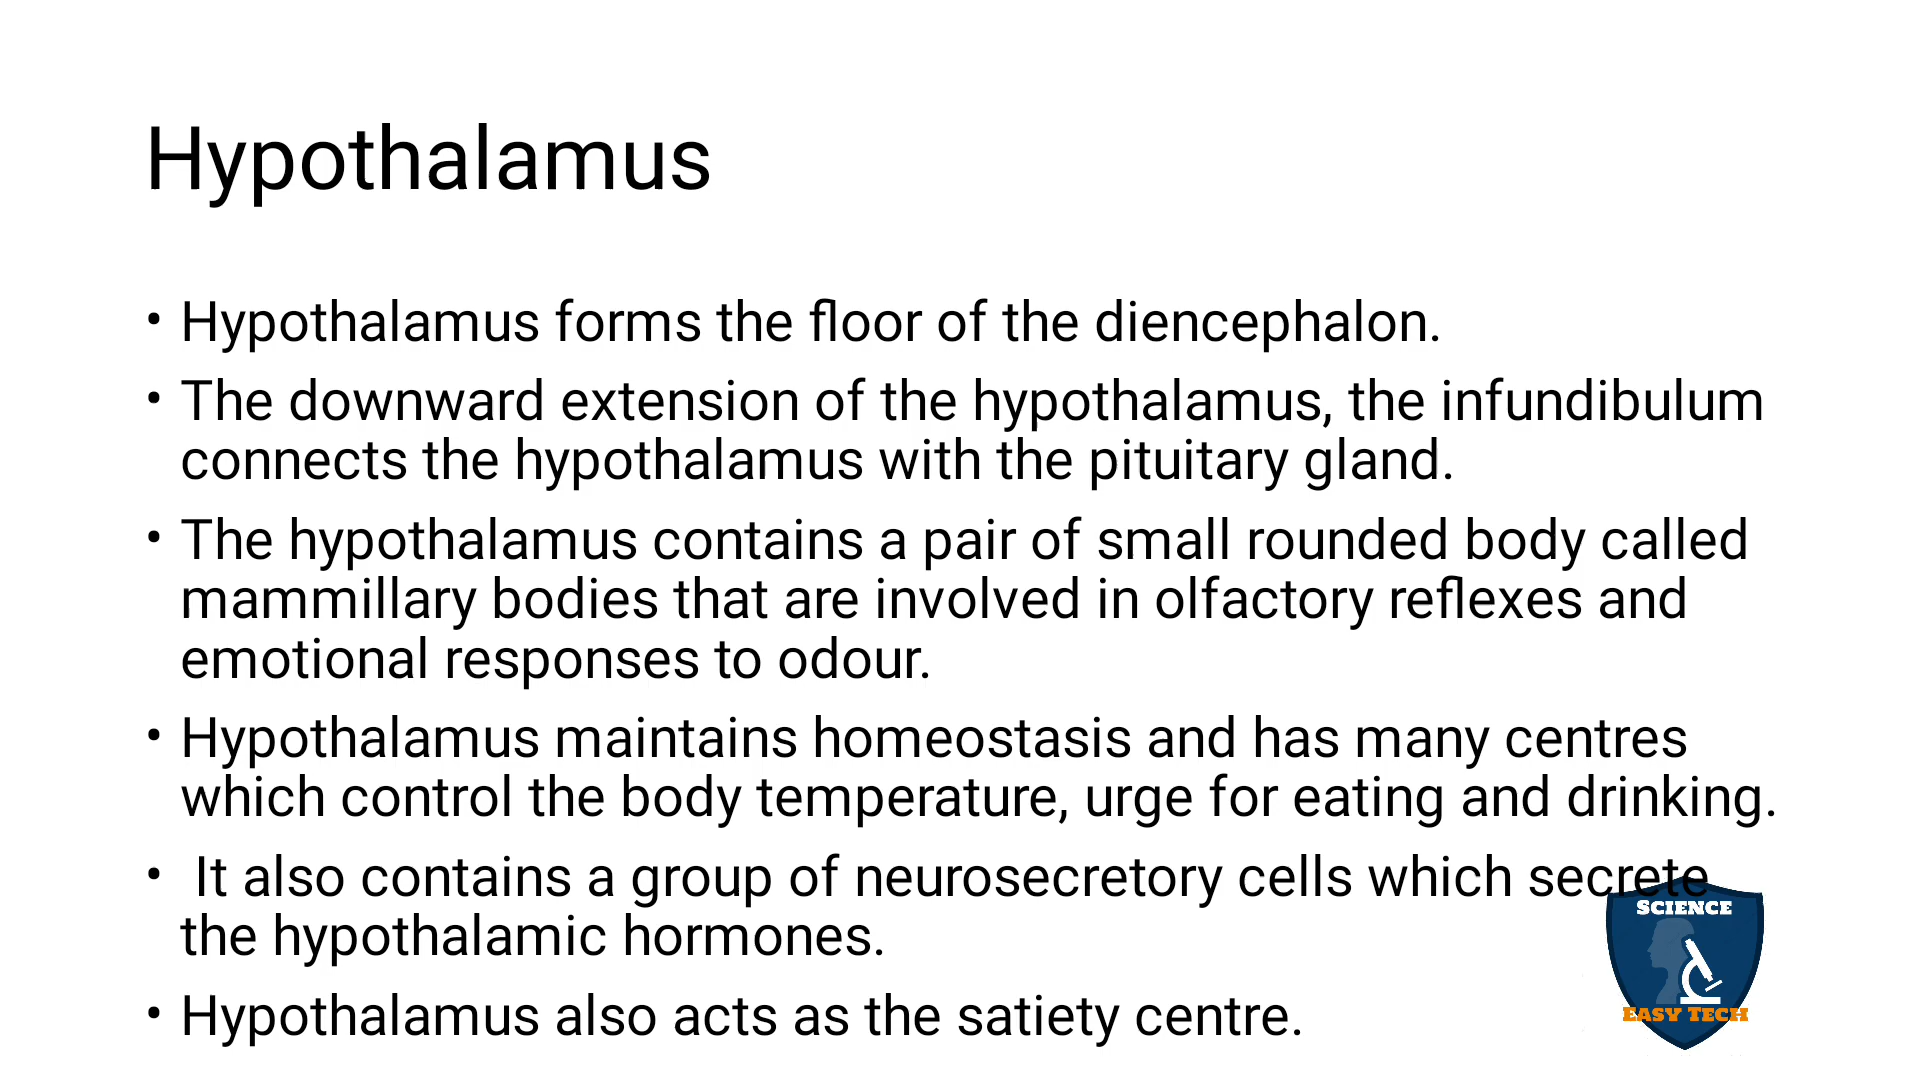 Hypothalamus
• Hypothalamus forms the floor of the diencephalon.
• The downward extension of the hypothalamus, the infundibulum
connects the hypothalamus with the pituitary gland.
• The hypothalamus contains a pair of small rounded body called
mammillary bodies that are involved in olfactory reflexes and
emotional responses to odour.
• Hypothalamus maintains homeostasis and has many centres
which control the body temperature, urge for eating and drinking.
• It also contains a group of neurosecretory cells which secrete
the hypothalamic hormones.
• Hypothalamus also acts as the satiety centre.
SCIENCE
EASY TECH